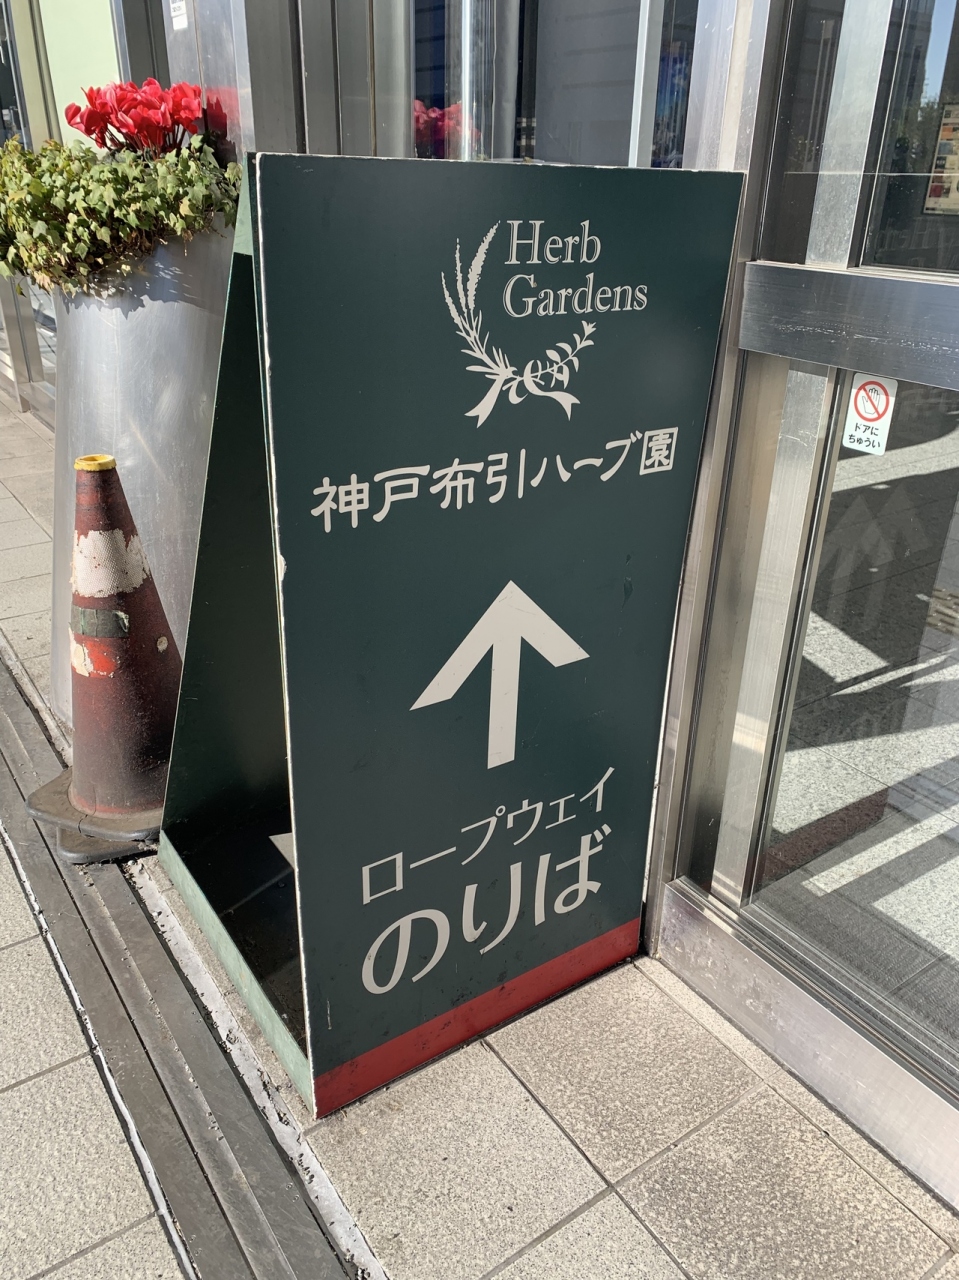 Herb
Gardens
神戸布引ハーブ園
ロープウェイ
のりば
ドアに
ちゅうい